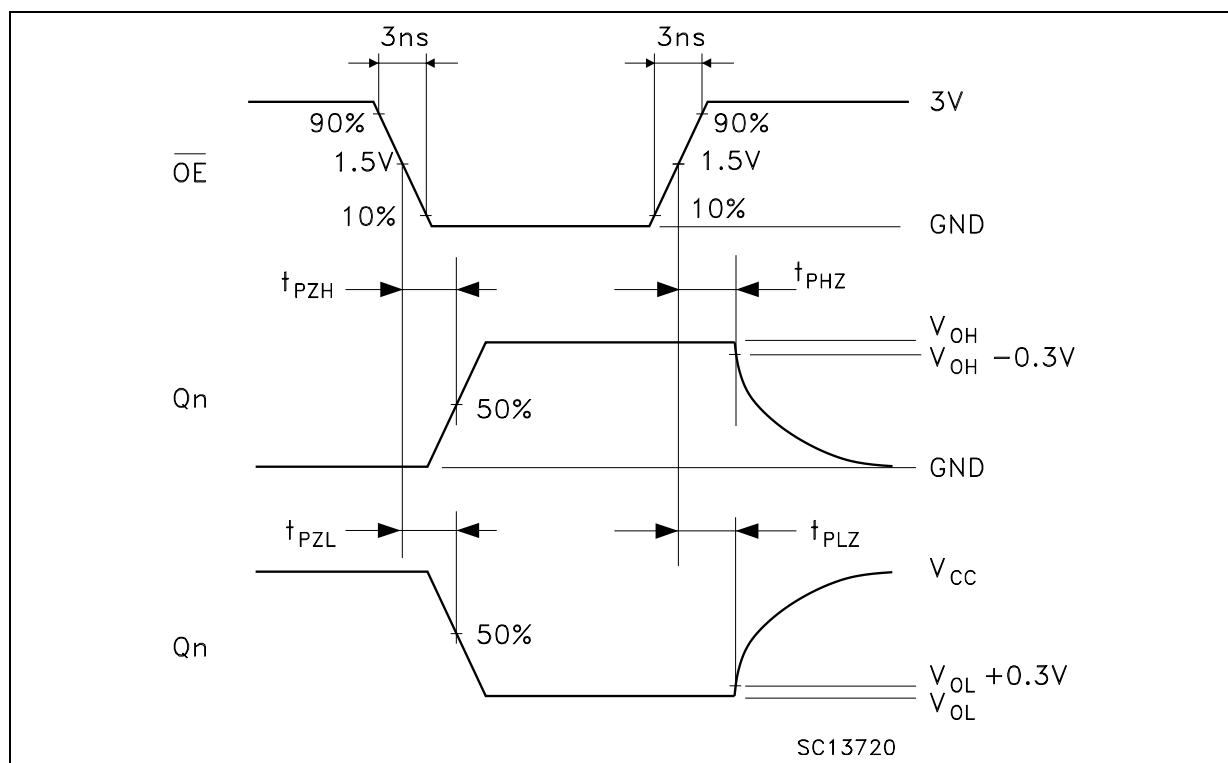 3ns 3ns
3V
90% 90%
OE 1.5V 1.5V
10% 10%
GND
tPZH tPHZ
VOH
VOH −0.3V
Qn 50%
GND
tPZL tPLZ
VCC
Qn 50%
VOL +0.3V
VOL
SC13720